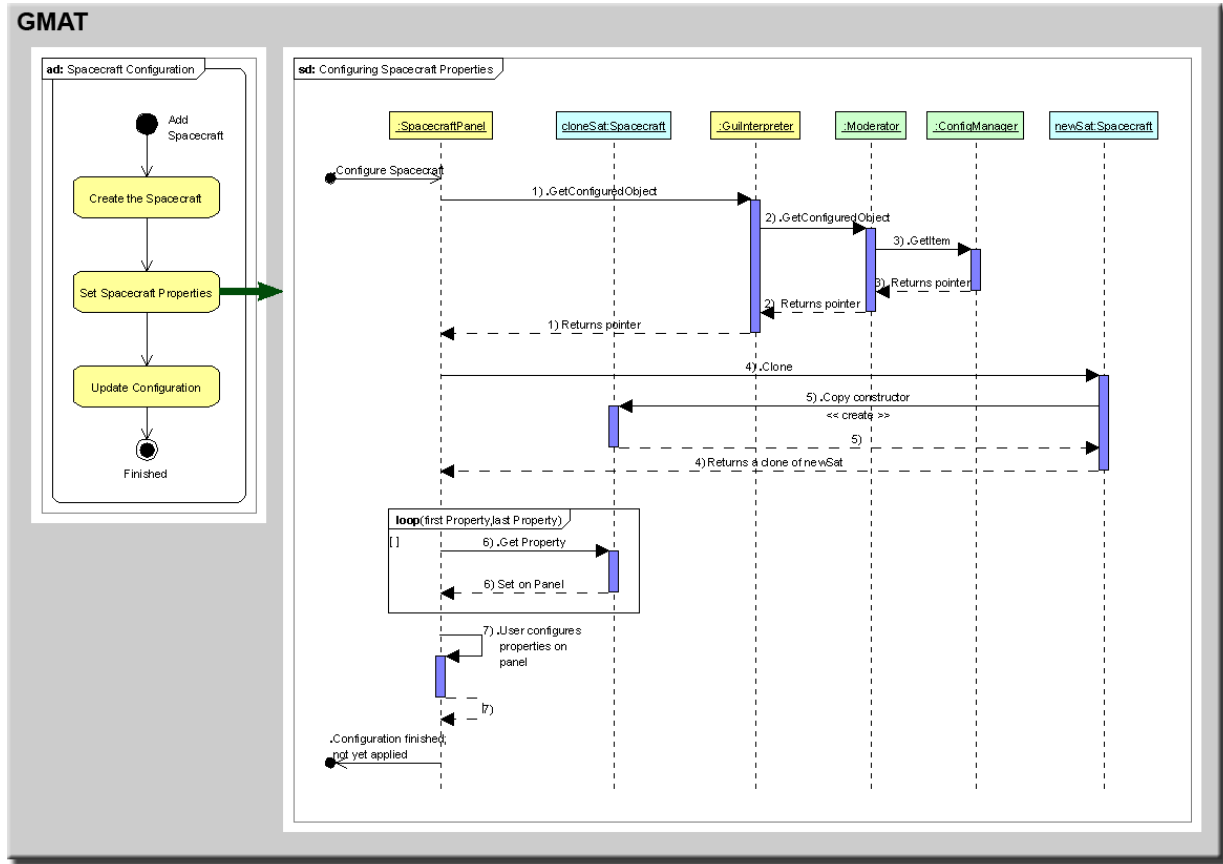 GMAT
ad: Spacecraft Configuration
Add
Spacecraft
Create the Spacecraft
Set Spacecraft Properties
Update Configuration
Finished
sd: Configuring Spacecraft Properties
:SpacecraftPanel
cloneSat:Spacecraft
:GuiInterpreter
:Moderator
:ConfigManager
newSat:Spacecraft
.Configure Spacecraft
1) .GetConfiguredObject
2) .GetConfiguredObject
3) .GetItem
3) Returns pointer
2) Returns pointer
1) Returns pointer
4) .Clone
5) .Copy constructor
<< create >>
5)
4) Returns a clone of newSat
loop(first Property,last Property)
[ ]
6) .Get Property
6) Set on Panel
7) .User configures
properties on
panel
7)
.Configuration finished;
not yet applied